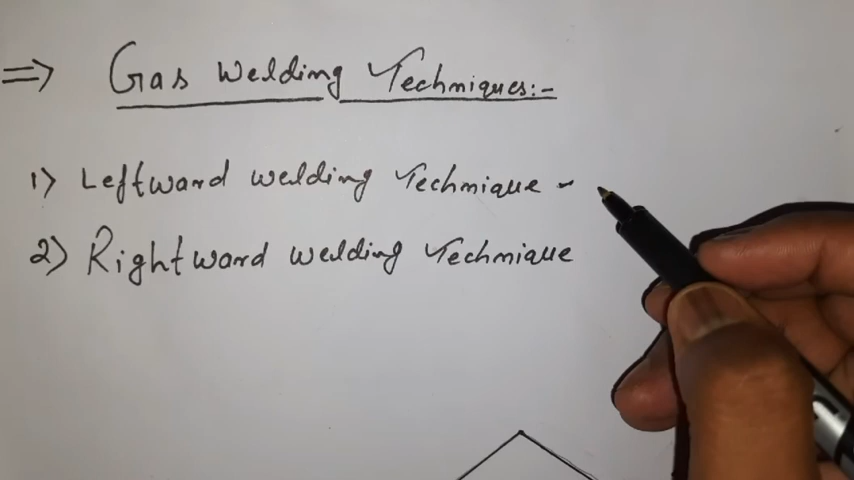 => Gas Welding Techniques:-
1) Leftward welding Technique -
2) Rightward welding Technique